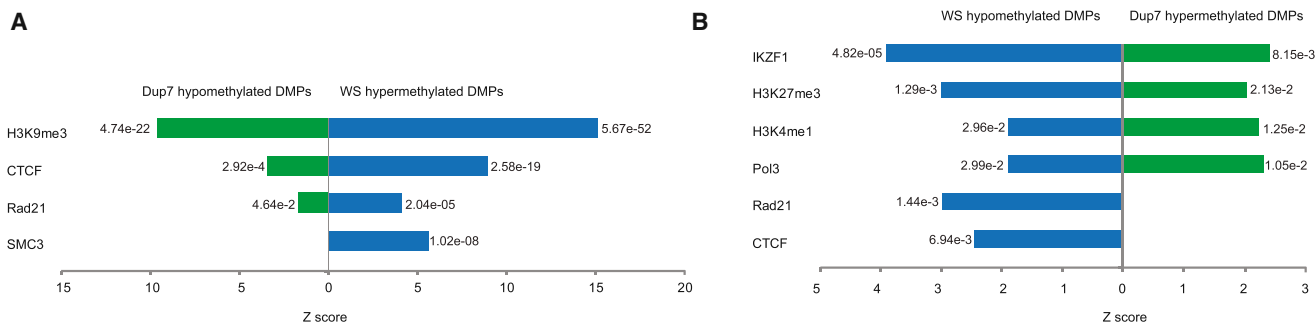 A
Dup7 hypomethylated DMPs WS hypermethylated DMPs
H3K9me3 4.74e-22 5.67e-52
CTCF 2.92e-4 2.58e-19
Rad21 4.64e-2 2.04e-05
SMC3 1.02e-08
15 10 5 0 5 10 15 20
Z score
B
WS hypomethylated DMPs Dup7 hypermethylated DMPs
IKZF1 4.82e-05 8.15e-3
H3K27me3 1.29e-3 2.13e-2
H3K4me1 2.96e-2 1.25e-2
Pol3 2.99e-2 1.05e-2
Rad21 1.44e-3
CTCF 6.94e-3
5 4 3 2 1 0 1 2 3
Z score